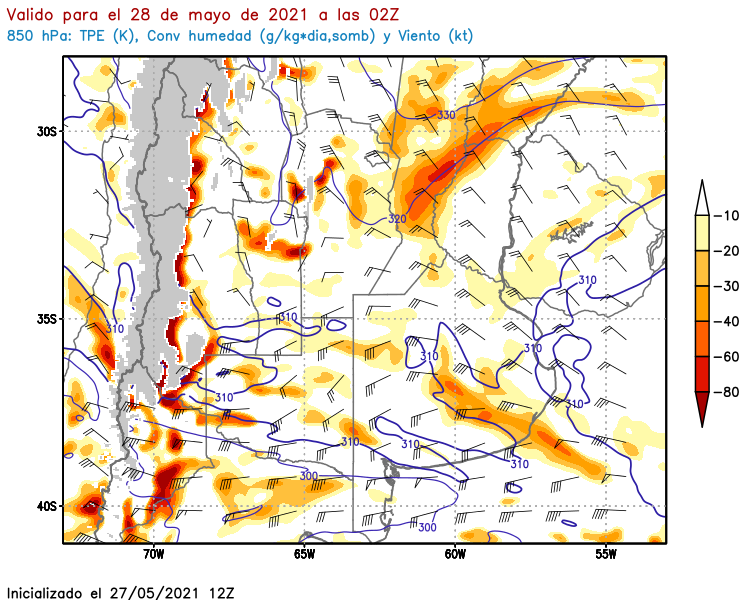 Valido para el 28 de mayo de 2021 a las 02Z
850 hPa: TPE (K), Conv humedad (g/kg*dia,somb) y Viento (kt)
330
30S
320
-10
-20
310
-30
310
310
35S
-40
310
310
-60
310
310
-80
310
310
310
300
40S
300
70W
65W
60W
55W
Inicializado el 27/05/2021 12Z